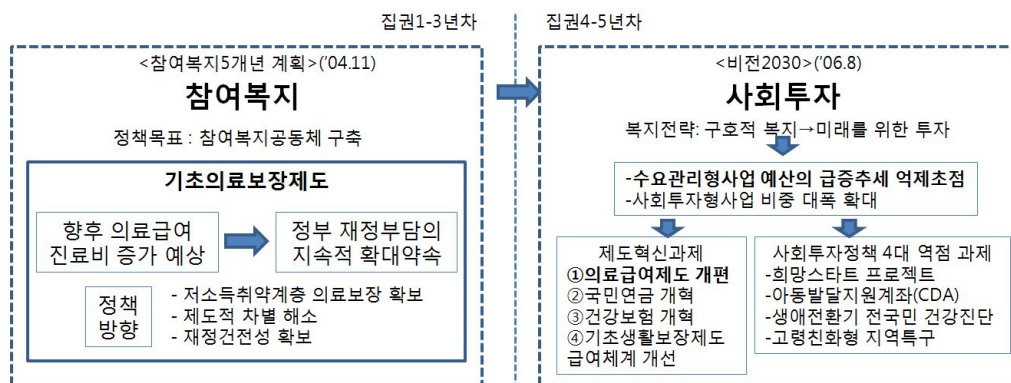 집권1-3년차
집권4-5년차
<참여복지5개년 계획>('04.11)
참여복지
정책목표 : 참여복지공동체 구축
기초의료보장제도
향후 의료급여
진료비 증가 예상
정부 재정부담의
지속적 확대약속
정책
방향
- 저소득취약계층 의료보장 확보
- 제도적 차별 해소
- 재정건전성 확보
<비전2030>('06.8)
사회투자
복지전략: 구호적 복지→미래를 위한 투자
-수요관리형사업 예산의 급증추세 억제초점
-사회투자형사업 비중 대폭 확대
제도혁신과제
①의료급여제도 개편
②국민연금 개혁
③건강보험 개혁
④기초생활보장제도
급여체계 개선
사회투자정책 4대 역점 과제
-희망스타트 프로젝트
-아동발달지원계좌(CDA)
-생애전환기 전국민 건강진단
-고령친화형 지역특구